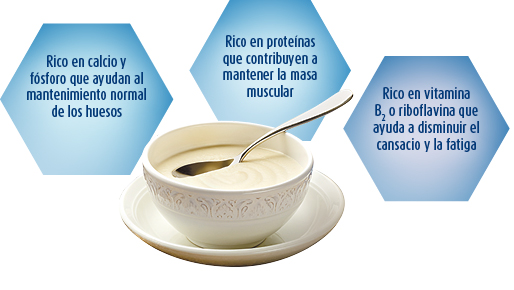 Rico en calcio y
fósforo que ayudan al
mantenimiento normal
de los huesos
Rico en proteínas
que contribuyen a
mantener la masa
muscular
Rico en vitamina
B₂ o riboflavina que
ayuda a disminuir el
cansacio y la fatiga